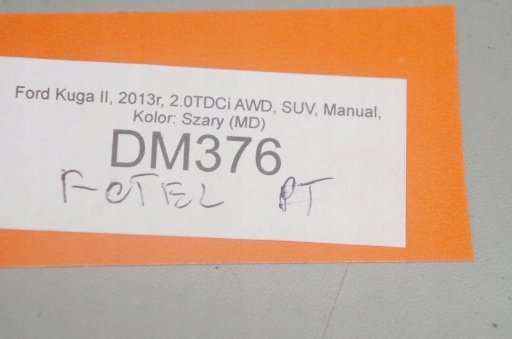 Ford Kuga II, 2013r, 2.0TDCi AWD, SUV, Manual,
Kolor: Szary (MD)
DM376
FOTEL PT